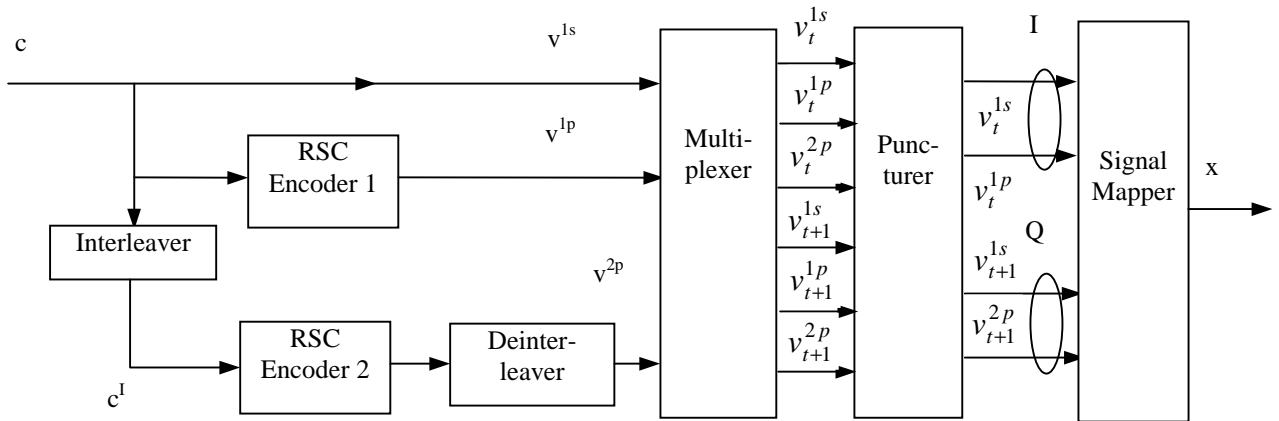 c
v^{1s}
v^{1p}
RSC
Encoder 1
Interleaver
v^{2p}
RSC
Encoder 2
Deinter-
leaver
c^{I}
Multi-
plexer
v_t^{1s}
v_t^{1p}
v_t^{2p}
v_{t+1}^{1s}
v_{t+1}^{1p}
v_{t+1}^{2p}
Punc-
turer
I
v_t^{1s}
v_t^{1p}
Q
v_{t+1}^{1s}
v_{t+1}^{2p}
Signal
Mapper
x